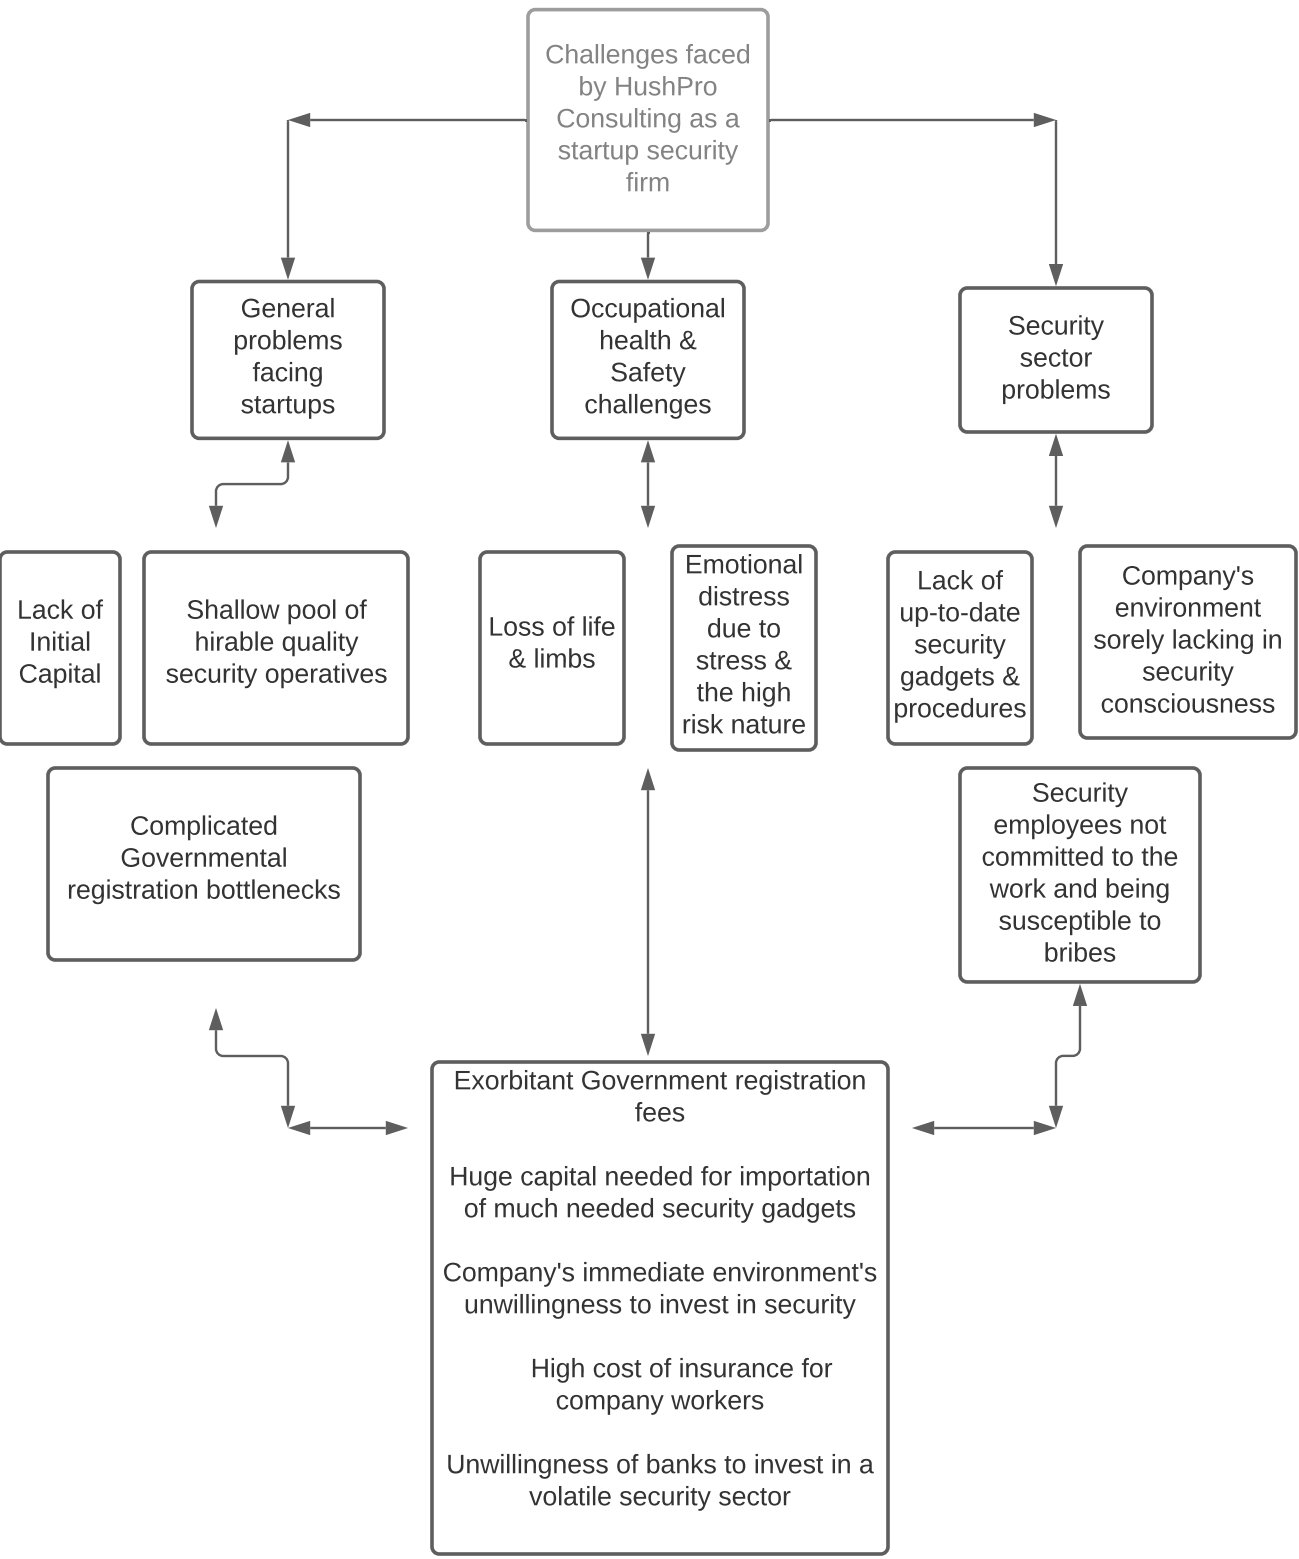 Challenges faced
by HushPro
Consulting as a
startup security
firm
General
problems
facing
startups
Occupational
health &
Safety
challenges
Security
sector
problems
Lack of
Initial
Capital
Shallow pool of
hirable quality
security operatives
Loss of life
& limbs
Emotional
distress
due to
stress &
the high
risk nature
Lack of
up-to-date
security
gadgets &
procedures
Company's
environment
sorely lacking in
security
consciousness
Complicated
Governmental
registration bottlenecks
Security
employees not
committed to the
work and being
susceptible to
bribes
Exorbitant Government registration
fees
Huge capital needed for importation
of much needed security gadgets
Company's immediate environment's
unwillingness to invest in security
High cost of insurance for
company workers
Unwillingness of banks to invest in a
volatile security sector